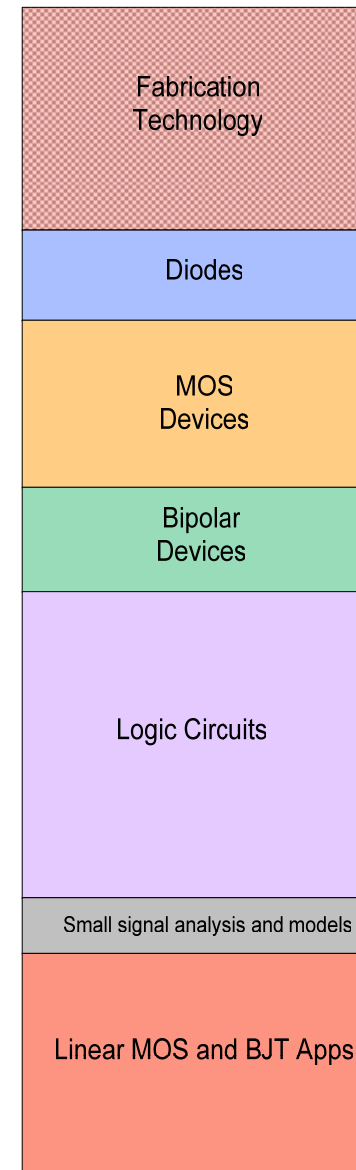 Fabrication
Technology
Diodes
MOS
Devices
Bipolar
Devices
Logic Circuits
Small signal analysis and models
Linear MOS and BJT Apps